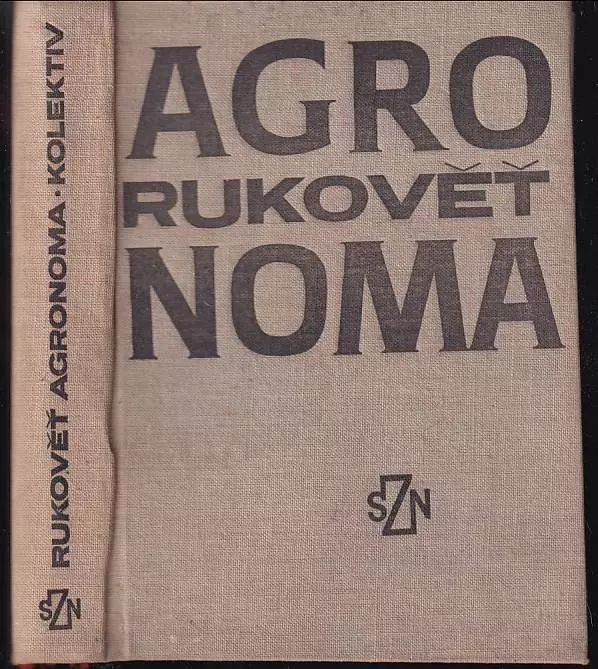 AGRO
RUKOVĚŤ
NOMA
SZN
RUKOVĚŤ AGRONOMA · KOLEKTIV
SZN